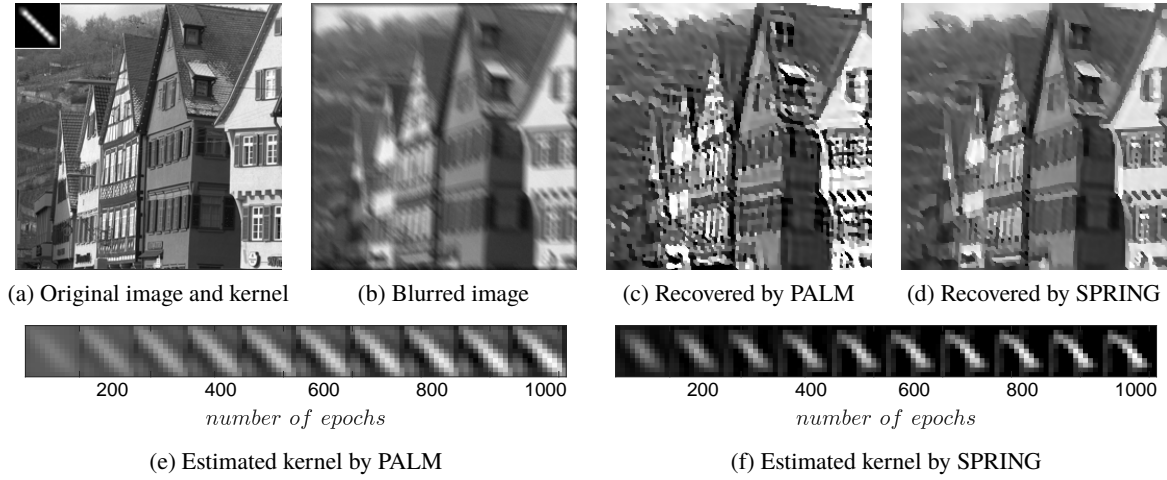 (a) Original image and kernel
(b) Blurred image
(c) Recovered by PALM
(d) Recovered by SPRING
200 400 600 800 1000
number of epochs
(e) Estimated kernel by PALM
200 400 600 800 1000
number of epochs
(f) Estimated kernel by SPRING